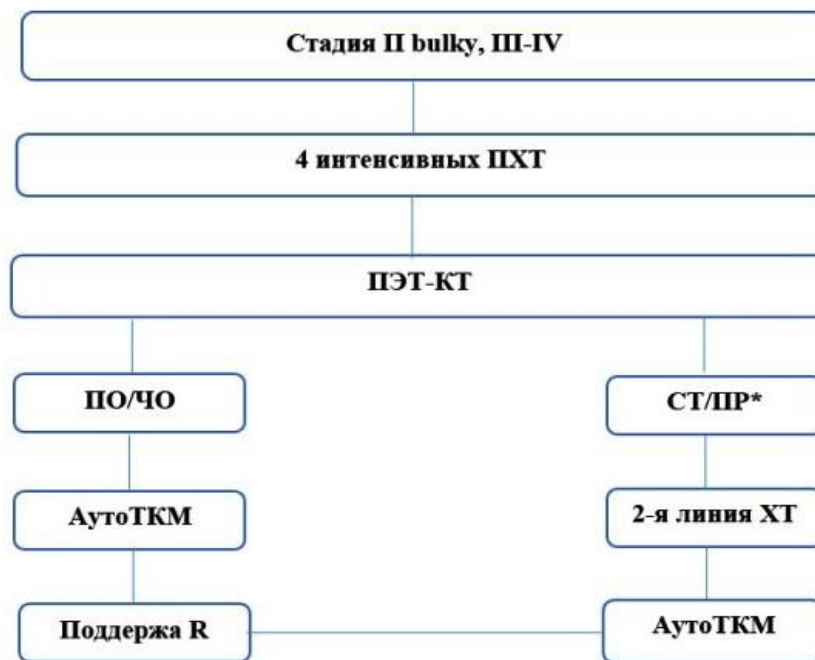 Стадия II bulky, III-IV
4 интенсивных ПХТ
ПЭТ-КТ
ПО/ЧО
СТ/ПР*
АутоТКМ
2-я линия ХТ
Поддержа R
АутоТКМ